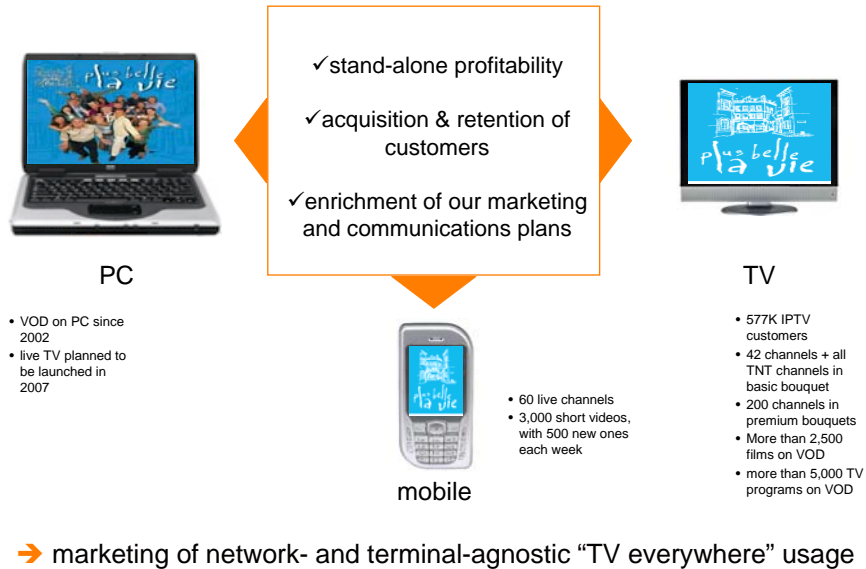 ✓stand-alone profitability
✓acquisition & retention of
customers
✓enrichment of our marketing
and communications plans
plus belle
la vie
PC
• VOD on PC since
2002
• live TV planned to
be launched in
2007
plus belle
la vie
mobile
• 60 live channels
• 3,000 short videos,
with 500 new ones
each week
plus belle
la vie
TV
• 577K IPTV
customers
• 42 channels + all
TNT channels in
basic bouquet
• 200 channels in
premium bouquets
• More than 2,500
films on VOD
• more than 5,000 TV
programs on VOD
➔ marketing of network- and terminal-agnostic “TV everywhere” usage